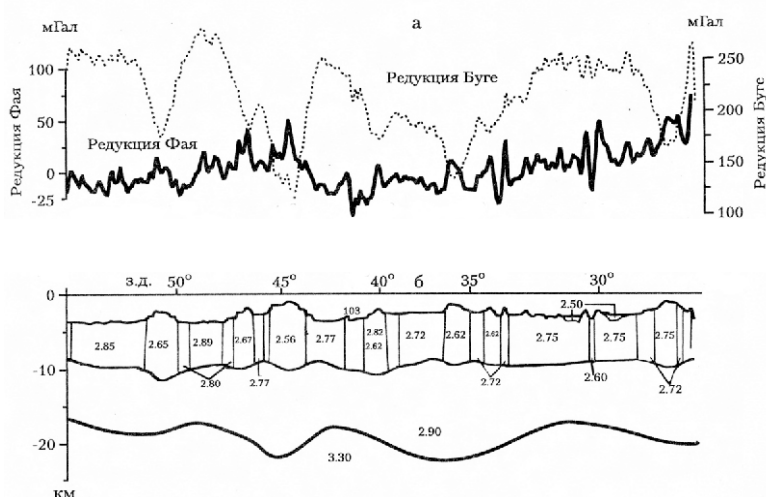 мГал а мГал
100 250
Редукция Буге
50 200
Редукция Фая
0 150
-25 100
Редукция Фая
Редукция Буге
з.д. 50° 45° 40° б 35° 30°
0
103 2.50
2.85 2.65 2.89 2.67 2.56 2.77 2.82 2.72 2.62 2.62 2.75 2.75 2.75
2.62
-10
2.80 2.77 2.72 2.60 2.72
2.90
-20
3.30
км